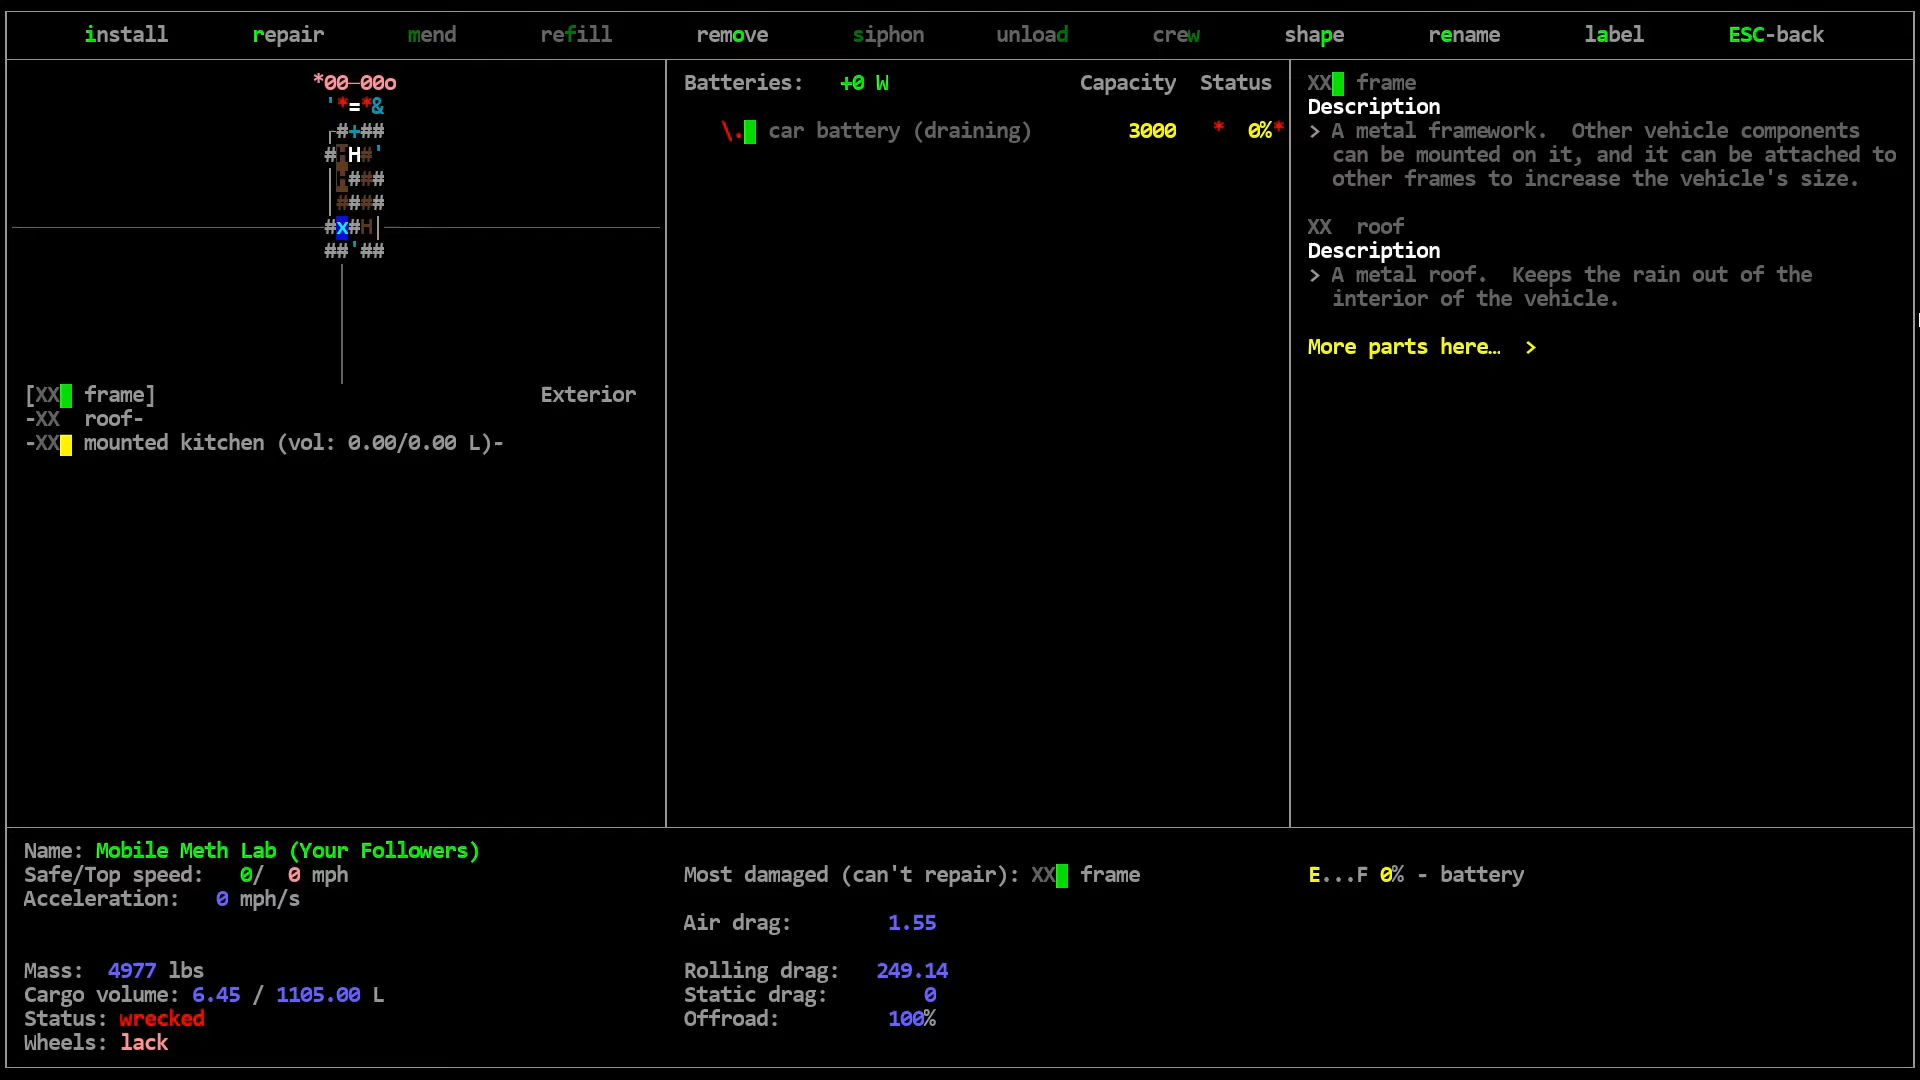 install repair mend refill remove siphon unload crew shape rename label ESC-back
*00—00o
'*=*&
┌#+##
#H#'
│###
│####
#x#H│
##'##
[XX frame] Exterior
-XX roof-
-XX mounted kitchen (vol: 0.00/0.00 L)-
Batteries: +0 W Capacity Status
\. car battery (draining) 3000 * 0%*
XX frame
Description
> A metal framework. Other vehicle components
can be mounted on it, and it can be attached to
other frames to increase the vehicle's size.
XX roof
Description
> A metal roof. Keeps the rain out of the
interior of the vehicle.
More parts here… >
Name: Mobile Meth Lab (Your Followers)
Safe/Top speed: 0/ 0 mph
Acceleration: 0 mph/s
Mass: 4977 lbs
Cargo volume: 6.45 / 1105.00 L
Status: wrecked
Wheels: lack
Most damaged (can't repair): XX frame
Air drag: 1.55
Rolling drag: 249.14
Static drag: 0
Offroad: 100%
E...F 0% - battery